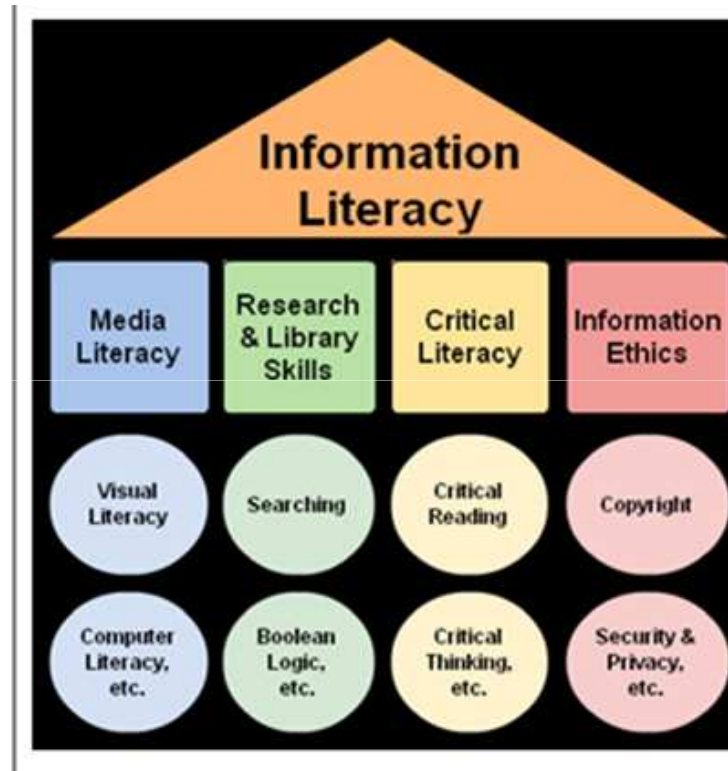 Information
Literacy
Media
Literacy
Research
& Library
Skills
Critical
Literacy
Information
Ethics
Visual
Literacy
Searching
Critical
Reading
Copyright
Computer
Literacy,
etc.
Boolean
Logic,
etc.
Critical
Thinking,
etc.
Security &
Privacy,
etc.